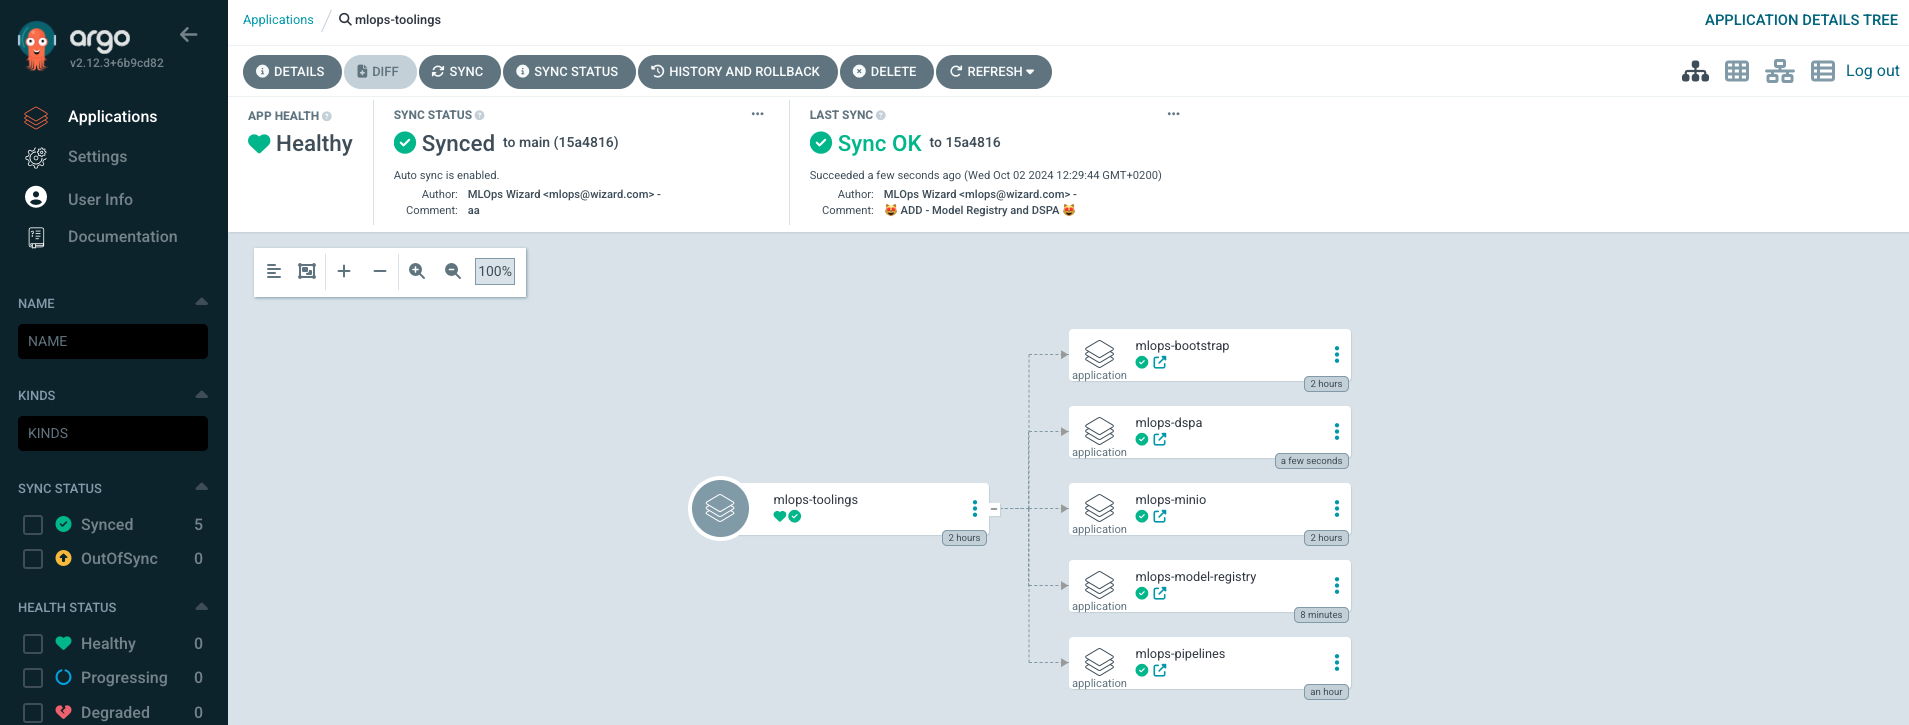 argo
v2.12.3+6b9cd82
Applications
Settings
User Info
Documentation
NAME
NAME
KINDS
KINDS
SYNC STATUS
Synced 5
OutOfSync 0
HEALTH STATUS
Healthy 0
Progressing 0
Degraded 0
Applications / mlops-toolings
APPLICATION DETAILS TREE
DETAILS DIFF SYNC SYNC STATUS HISTORY AND ROLLBACK DELETE REFRESH Log out
APP HEALTH
Healthy
SYNC STATUS
Synced to main (15a4816)
Auto sync is enabled.
Author: MLOps Wizard <mlops@wizard.com> -
Comment: aa
LAST SYNC
Sync OK to 15a4816
Succeeded a few seconds ago (Wed Oct 02 2024 12:29:44 GMT+0200)
Author: MLOps Wizard <mlops@wizard.com> -
Comment: 😻 ADD - Model Registry and DSPA 😻
100%
mlops-toolings
2 hours
mlops-bootstrap
application
2 hours
mlops-dspa
application
a few seconds
mlops-minio
application
2 hours
mlops-model-registry
application
8 minutes
mlops-pipelines
application
an hour